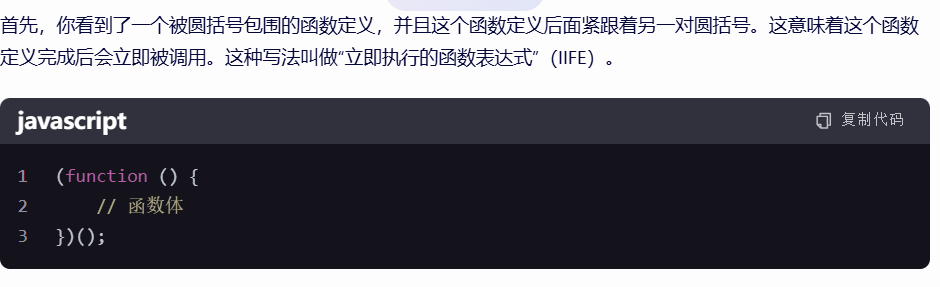 首先，你看到了一个被圆括号包围的函数定义，并且这个函数定义后面紧跟着另一对圆括号。这意味着这个函数
定义完成后会立即被调用。这种写法叫做“立即执行的函数表达式”（IIFE）。
javascript 复制代码
1 (function () {
2     // 函数体
3 })();